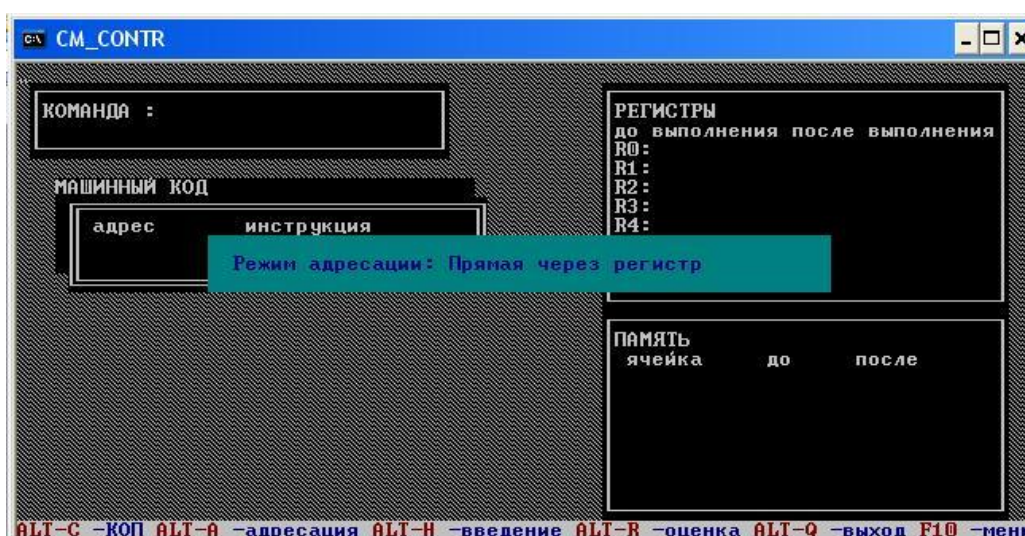 CM_CONTR
КОМАНДА :
МАШИННЫЙ КОД
адрес инструкция
Режим адресации: Прямая через регистр
РЕГИСТРЫ
до выполнения после выполнения
R0:
R1:
R2:
R3:
R4:
ПАМЯТЬ
ячейка до после
ALT-C -КОП ALT-A -адресация ALT-H -введение ALT-R -оценка ALT-Q -выход F10 -меню